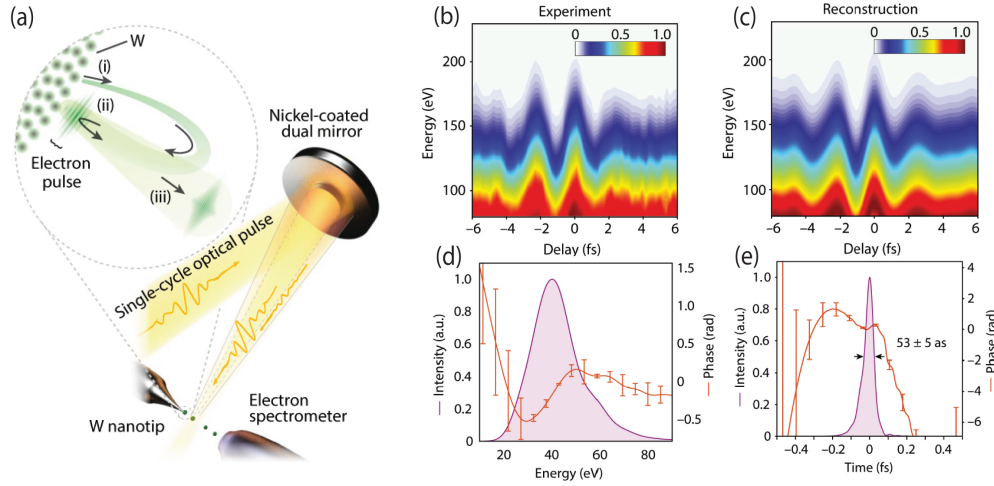 (a)
W
(i)
(ii)
Electron
pulse
(iii)
Nickel-coated
dual mirror
Single-cycle optical pulse
W nanotip
Electron
spectrometer
(b)
Experiment
0 0.5 1.0
200
150
100
Energy (eV)
−6 −4 −2 0 2 4 6
Delay (fs)
(c)
Reconstruction
0 0.5 1.0
200
150
100
Energy (eV)
−6 −4 −2 0 2 4 6
Delay (fs)
(d)
1.0
0.8
0.6
0.4
0.2
0
Intensity (a.u.)
1.5
1.0
0.5
0
−0.5
Phase (rad)
20 40 60 80
Energy (eV)
(e)
1.0
0.8
0.6
0.4
0.2
0
Intensity (a.u.)
53 ± 5 as
4
2
0
−2
−4
−6
Phase (rad)
−0.4 −0.2 0 0.2 0.4
Time (fs)